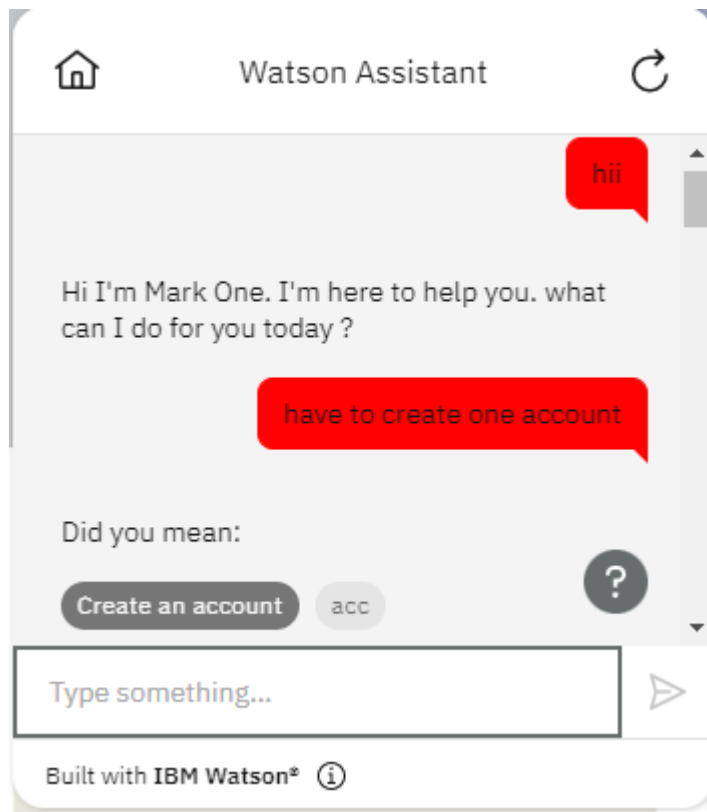 Watson Assistant
hii
Hi I'm Mark One. I'm here to help you. what
can I do for you today ?
have to create one account
Did you mean:
Create an account acc
?
Type something...
Built with IBM Watson®